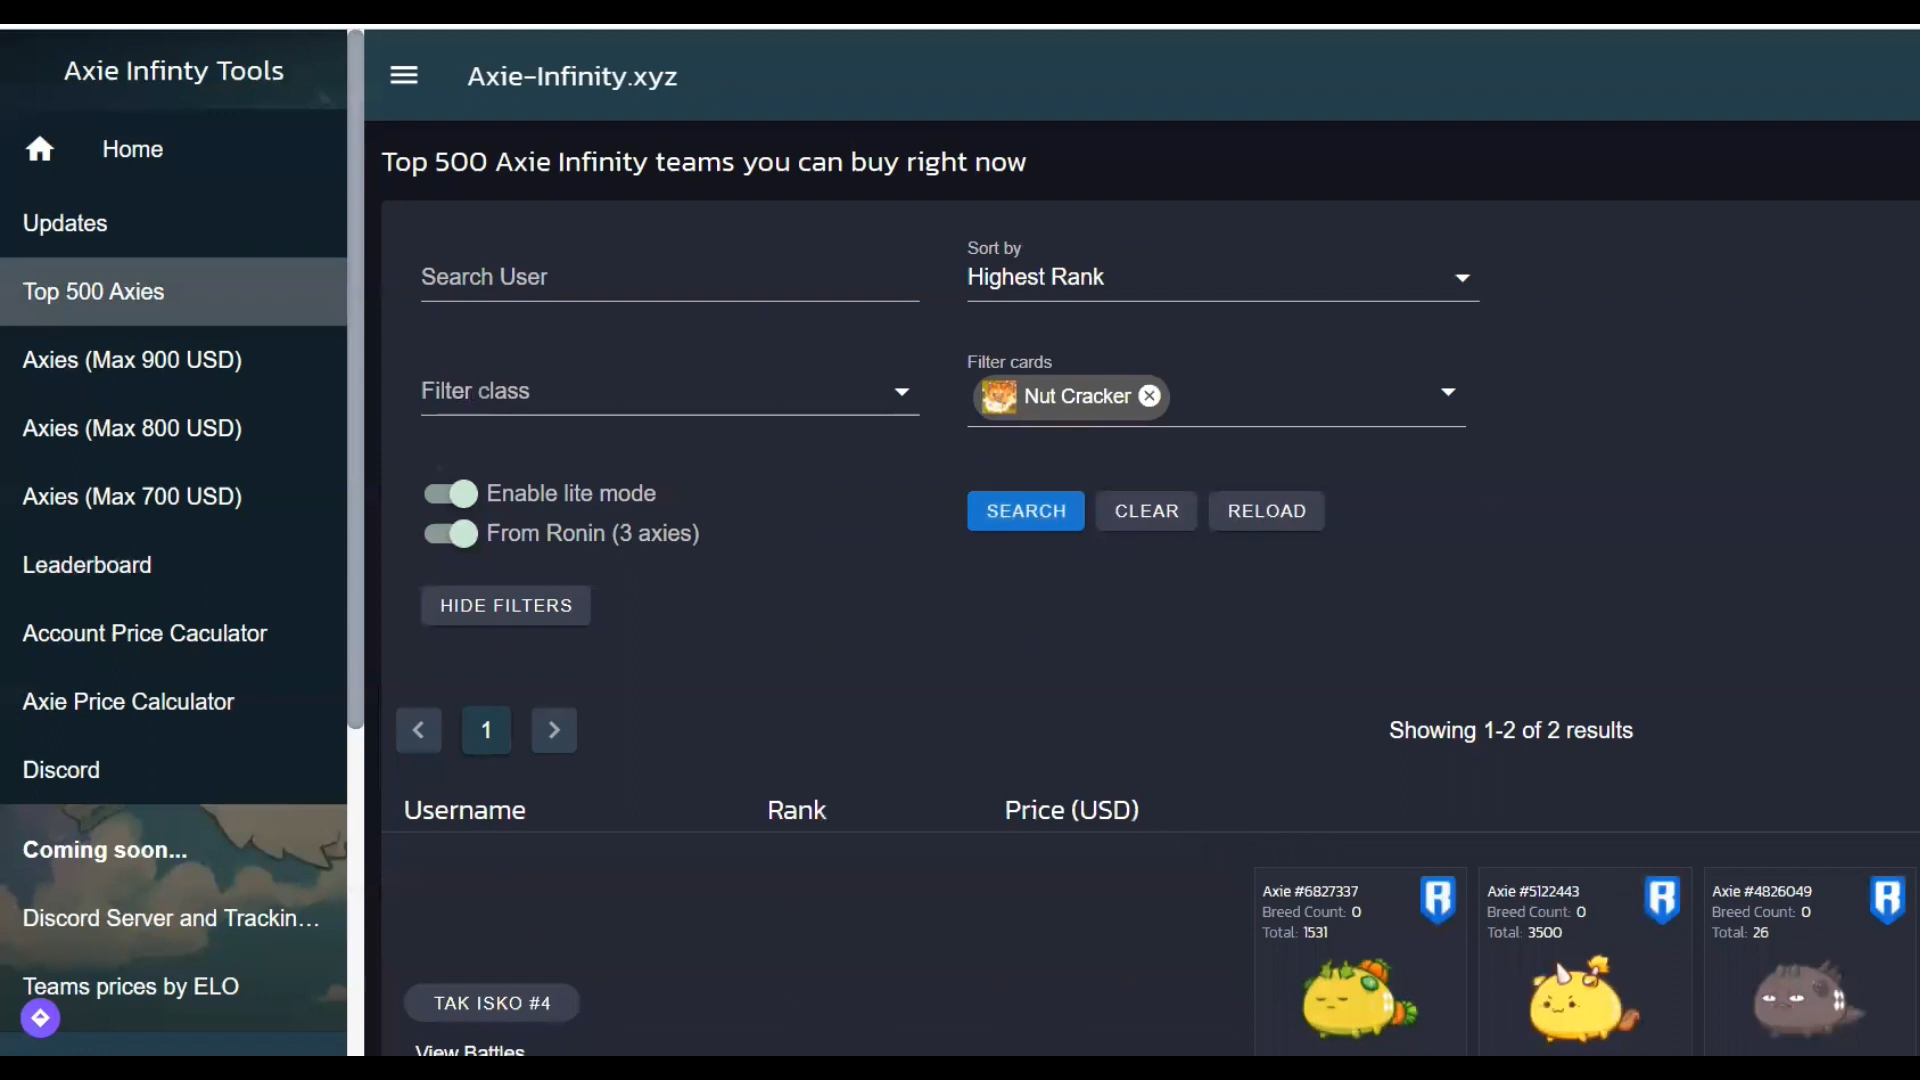 Axie Infinty Tools
Axie-Infinity.xyz
Home
Updates
Top 500 Axies
Axies (Max 900 USD)
Axies (Max 800 USD)
Axies (Max 700 USD)
Leaderboard
Account Price Caculator
Axie Price Calculator
Discord
Coming soon...
Discord Server and Trackin...
Teams prices by ELO
Top 500 Axie Infinity teams you can buy right now
Search User
Sort by
Highest Rank
Filter class
Filter cards
Nut Cracker
Enable lite mode
From Ronin (3 axies)
SEARCH CLEAR RELOAD
HIDE FILTERS
1
Showing 1-2 of 2 results
Username Rank Price (USD)
TAK ISKO #4
View Battles
Axie #6827337
Breed Count: 0
Total: 1531
Axie #5122443
Breed Count: 0
Total: 3500
Axie #4826049
Breed Count: 0
Total: 26